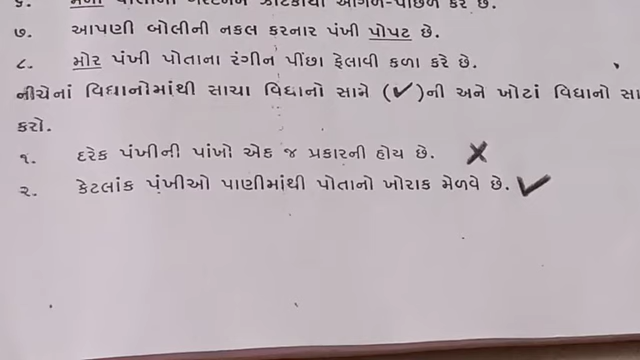 આપણી બોલીની નકલ કરનાર પંખી પોપટ છે.
૭.
૮. મોર પંખી પોતાના રંગીન પીંછા ફેલાવી કળા કરે છે.
નીચેનાં વિધાનોમાંથી સાચા વિધાનો સામે (✓)ની અને ખોટાં વિધાનો
કરો.
૧. દરેક પંખીની પાંખો એક જ પ્રકારની હોય છે. ✗
૨. કેટલાંક પંખીઓ પાણીમાંથી પોતાનો ખોરાક મેળવે છે. ✓